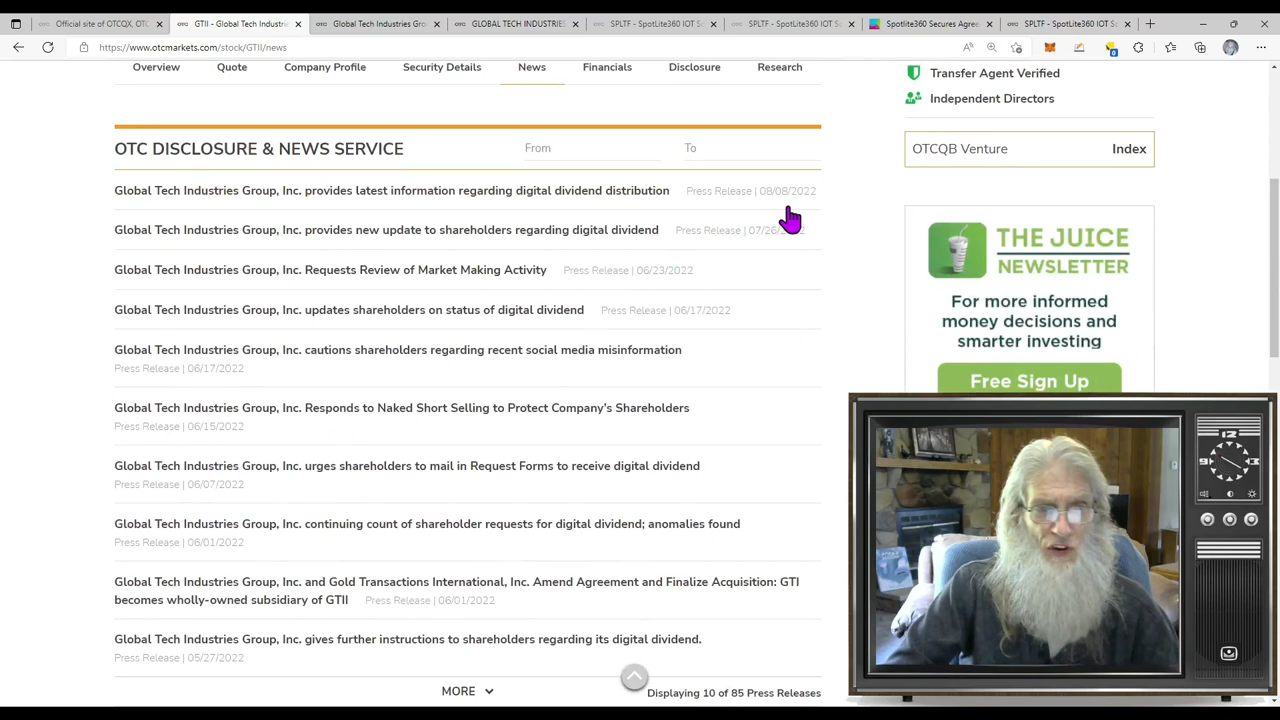 Official site of OTCQX, OTC
GTII - Global Tech Industrie
Global Tech Industries Gro
GLOBAL TECH INDUSTRIES
SPLTF - SpotLite360 IOT So
SPLTF - SpotLite360 IOT So
Spotlite360 Secures Agree
SPLTF - SpotLite360 IOT So
https://www.otcmarkets.com/stock/GTII/news
Overview Quote Company Profile Security Details News Financials Disclosure Research
OTC DISCLOSURE & NEWS SERVICE From To
Global Tech Industries Group, Inc. provides latest information regarding digital dividend distribution Press Release | 08/08/2022
Global Tech Industries Group, Inc. provides new update to shareholders regarding digital dividend Press Release | 07/26/
Global Tech Industries Group, Inc. Requests Review of Market Making Activity Press Release | 06/23/2022
Global Tech Industries Group, Inc. updates shareholders on status of digital dividend Press Release | 06/17/2022
Global Tech Industries Group, Inc. cautions shareholders regarding recent social media misinformation
Press Release | 06/17/2022
Global Tech Industries Group, Inc. Responds to Naked Short Selling to Protect Company's Shareholders
Press Release | 06/15/2022
Global Tech Industries Group, Inc. urges shareholders to mail in Request Forms to receive digital dividend
Press Release | 06/07/2022
Global Tech Industries Group, Inc. continuing count of shareholder requests for digital dividend; anomalies found
Press Release | 06/01/2022
Global Tech Industries Group, Inc. and Gold Transactions International, Inc. Amend Agreement and Finalize Acquisition: GTI
becomes wholly-owned subsidiary of GTII Press Release | 06/01/2022
Global Tech Industries Group, Inc. gives further instructions to shareholders regarding its digital dividend.
Press Release | 05/27/2022
MORE
Displaying 10 of 85 Press Releases
Transfer Agent Verified
Independent Directors
OTCQB Venture Index
THE JUICE
NEWSLETTER
For more informed
money decisions and
smarter investing
Free Sign Up
12
9 3